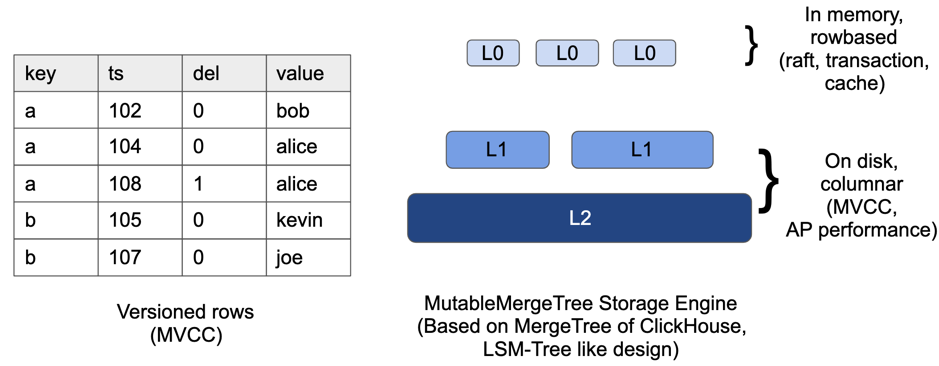 key ts del value
a 102 0 bob
a 104 0 alice
a 108 1 alice
b 105 0 kevin
b 107 0 joe
Versioned rows
(MVCC)
L0 L0 L0
In memory,
rowbased
(raft, transaction,
cache)
L1 L1
L2
On disk,
columnar
(MVCC,
AP performance)
MutableMergeTree Storage Engine
(Based on MergeTree of ClickHouse,
LSM-Tree like design)